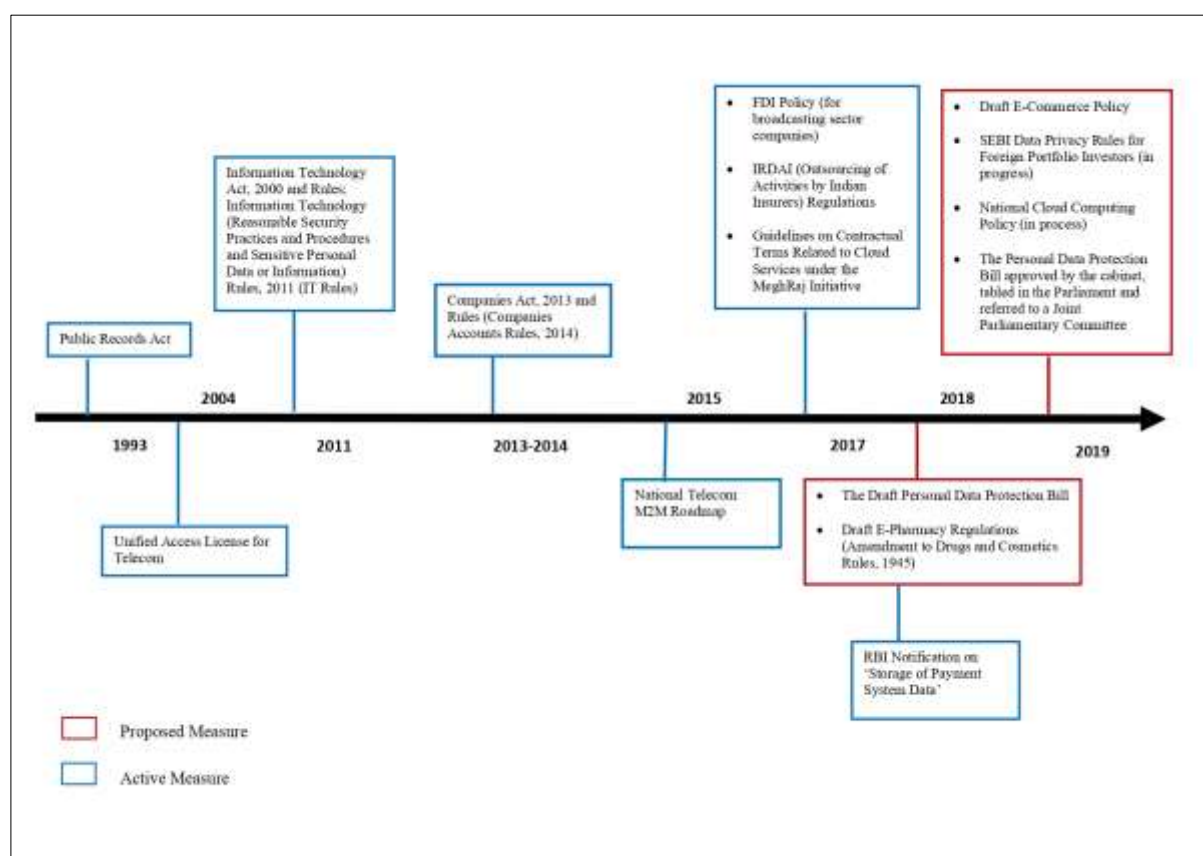 • FDI Policy (for
broadcasting sector
companies)
• IRDAI (Outsourcing of
Activities by Indian
Insurers) Regulations
• Guidelines on Contractual
Terms Related to Cloud
Services under the
MeghRaj Initiative
• Draft E-Commerce Policy
• SEBI Data Privacy Rules for
Foreign Portfolio Investors (in
progress)
• National Cloud Computing
Policy (in process)
• The Personal Data Protection
Bill approved by the cabinet,
tabled in the Parliament and
referred to a Joint
Parliamentary Committee
Information Technology
Act, 2000 and Rules:
Information Technology
(Reasonable Security
Practices and Procedures
and Sensitive Personal
Data or Information)
Rules, 2011 (IT Rules)
Companies Act, 2013 and
Rules (Companies
Accounts Rules, 2014)
Public Records Act
2004
2015
2018
1993
2011
2013-2014
2017
2019
Unified Access License for
Telecom
National Telecom
M2M Roadmap
• The Draft Personal Data Protection Bill
• Draft E-Pharmacy Regulations
(Amendment to Drugs and Cosmetics
Rules, 1945)
RBI Notification on
‘Storage of Payment
System Data’
Proposed Measure
Active Measure